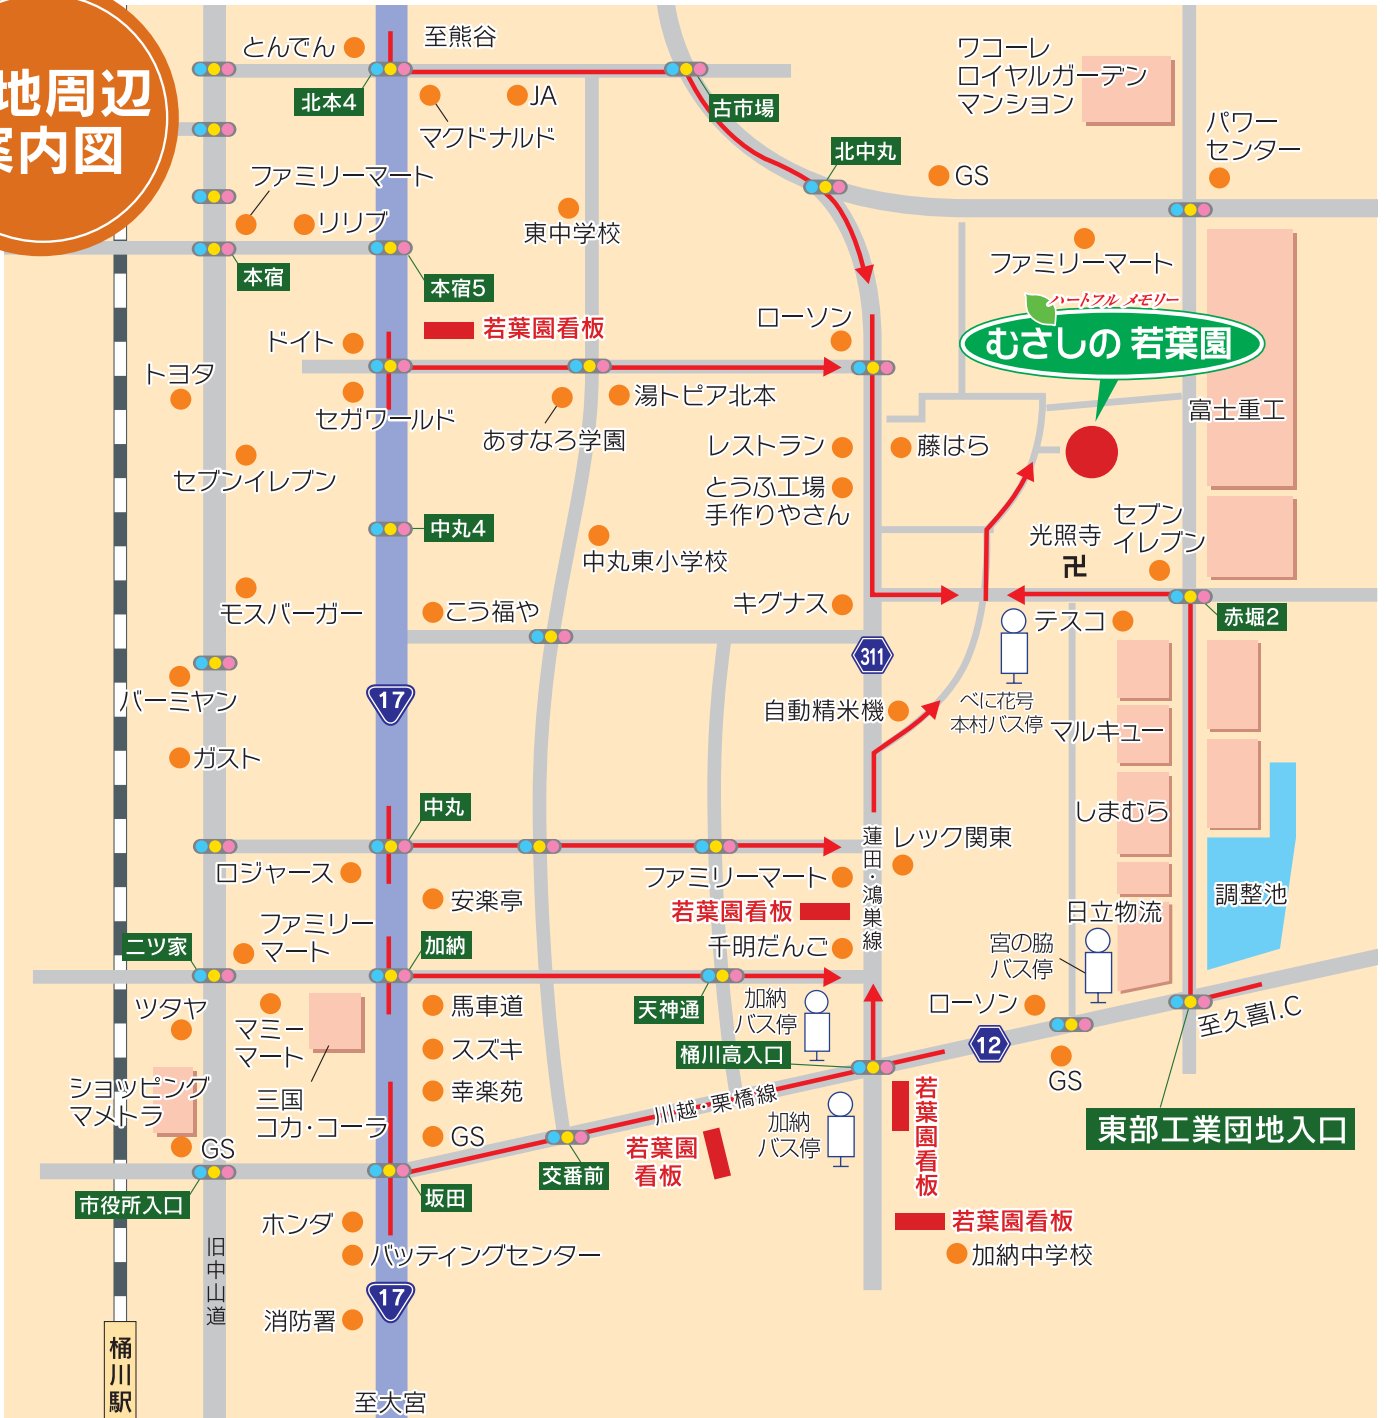 地周辺
案内図
とんでん
至熊谷
北本4
マクドナルド
JA
古市場
ワコーレ
ロイヤルガーデン
マンション
パワー
センター
北中丸
GS
ファミリーマート
リリブ
東中学校
本宿
本宿5
ファミリーマート
若葉園看板
ローソン
ハートフル メモリー
むさしの 若葉園
ドイト
トヨタ
セガワールド
湯トピア北本
あすなろ学園
富士重工
レストラン
藤はら
セブンイレブン
とうふ工場
手作りやさん
中丸4
中丸東小学校
光照寺
卍
セブン
イレブン
モスバーガー
こう福や
キグナス
テスコ
赤堀2
311
バーミヤン
17
自動精米機
べに花号
本村バス停
マルキュー
ガスト
しまむら
中丸
蓮田・鴻巣線
レック関東
ロジャース
ファミリーマート
安楽亭
若葉園看板
調整池
ファミリー
マート
二ツ家
加納
千明だんご
日立物流
宮の脇
バス停
ツタヤ
マミー
マート
馬車道
天神通
加納
バス停
ローソン
至久喜I.C
スズキ
桶川高入口
12
GS
ショッピング
マメトラ
三国
コカ・コーラ
幸楽苑
川越・栗橋線
若葉園看板
加納
バス停
東部工業団地入口
GS
GS
若葉園
看板
交番前
市役所入口
坂田
ホンダ
若葉園看板
バッティングセンター
加納中学校
旧中山道
17
消防署
桶川駅
至大宮